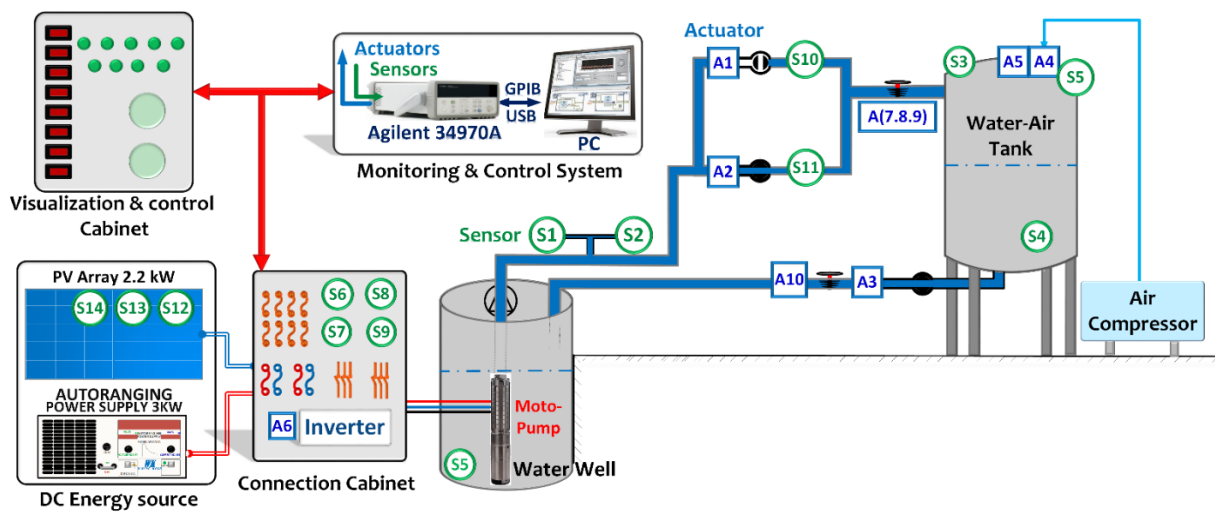 Visualization & control
Cabinet
Actuators
Sensors
GPIB
USB
Agilent 34970A
PC
Monitoring & Control System
Actuator
A1
S10
A2
S11
A(7.8.9)
S3
A5
A4
S5
Water-Air
Tank
S4
Sensor
S1
S2
A10
A3
Air
Compressor
PV Array 2.2 kW
S14
S13
S12
AUTORANGING
POWER SUPPLY 3KW
DC Energy source
S6
S8
S7
S9
A6
Inverter
Connection Cabinet
Moto-
Pump
S5
Water Well